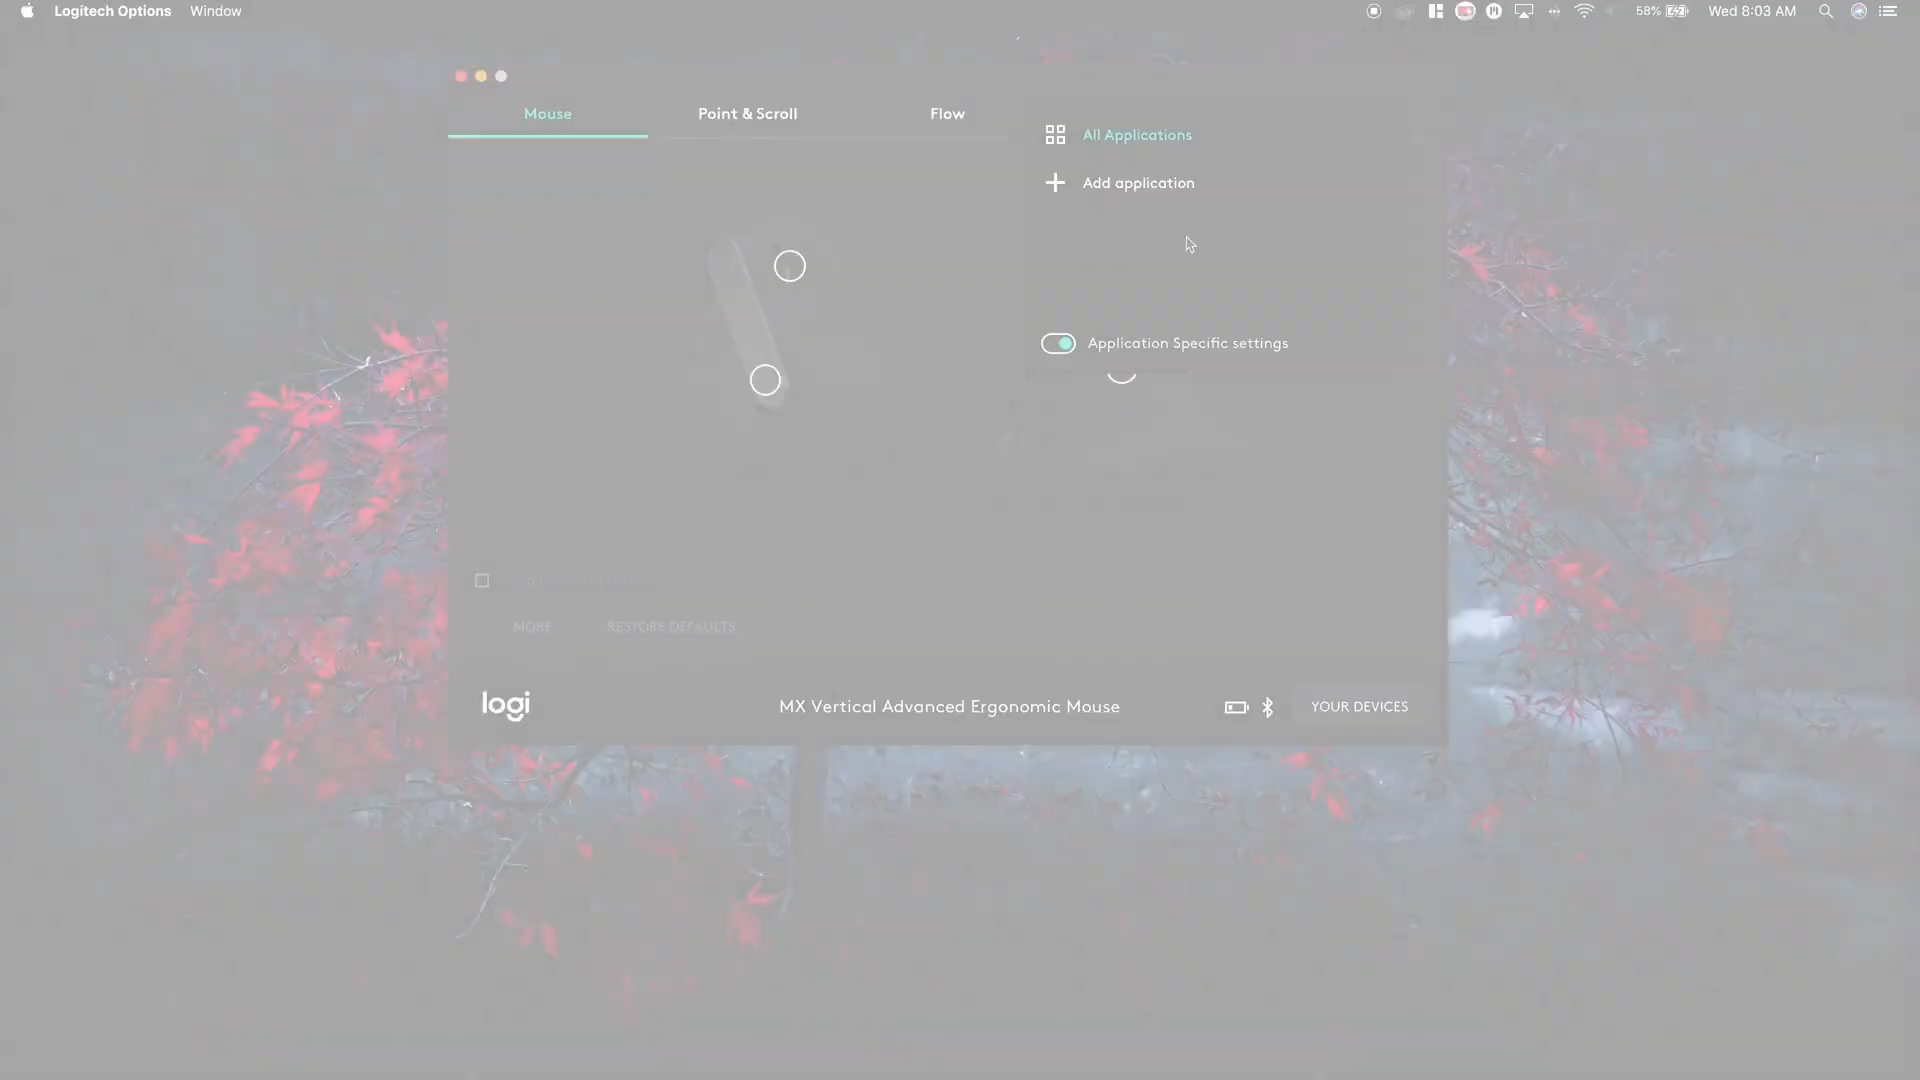 Logitech Options Window 58% Wed 8:03 AM
Mouse Point & Scroll Flow
All Applications
Add application
Application Specific settings
MORE RESTORE DEFAULTS
logi MX Vertical Advanced Ergonomic Mouse YOUR DEVICES